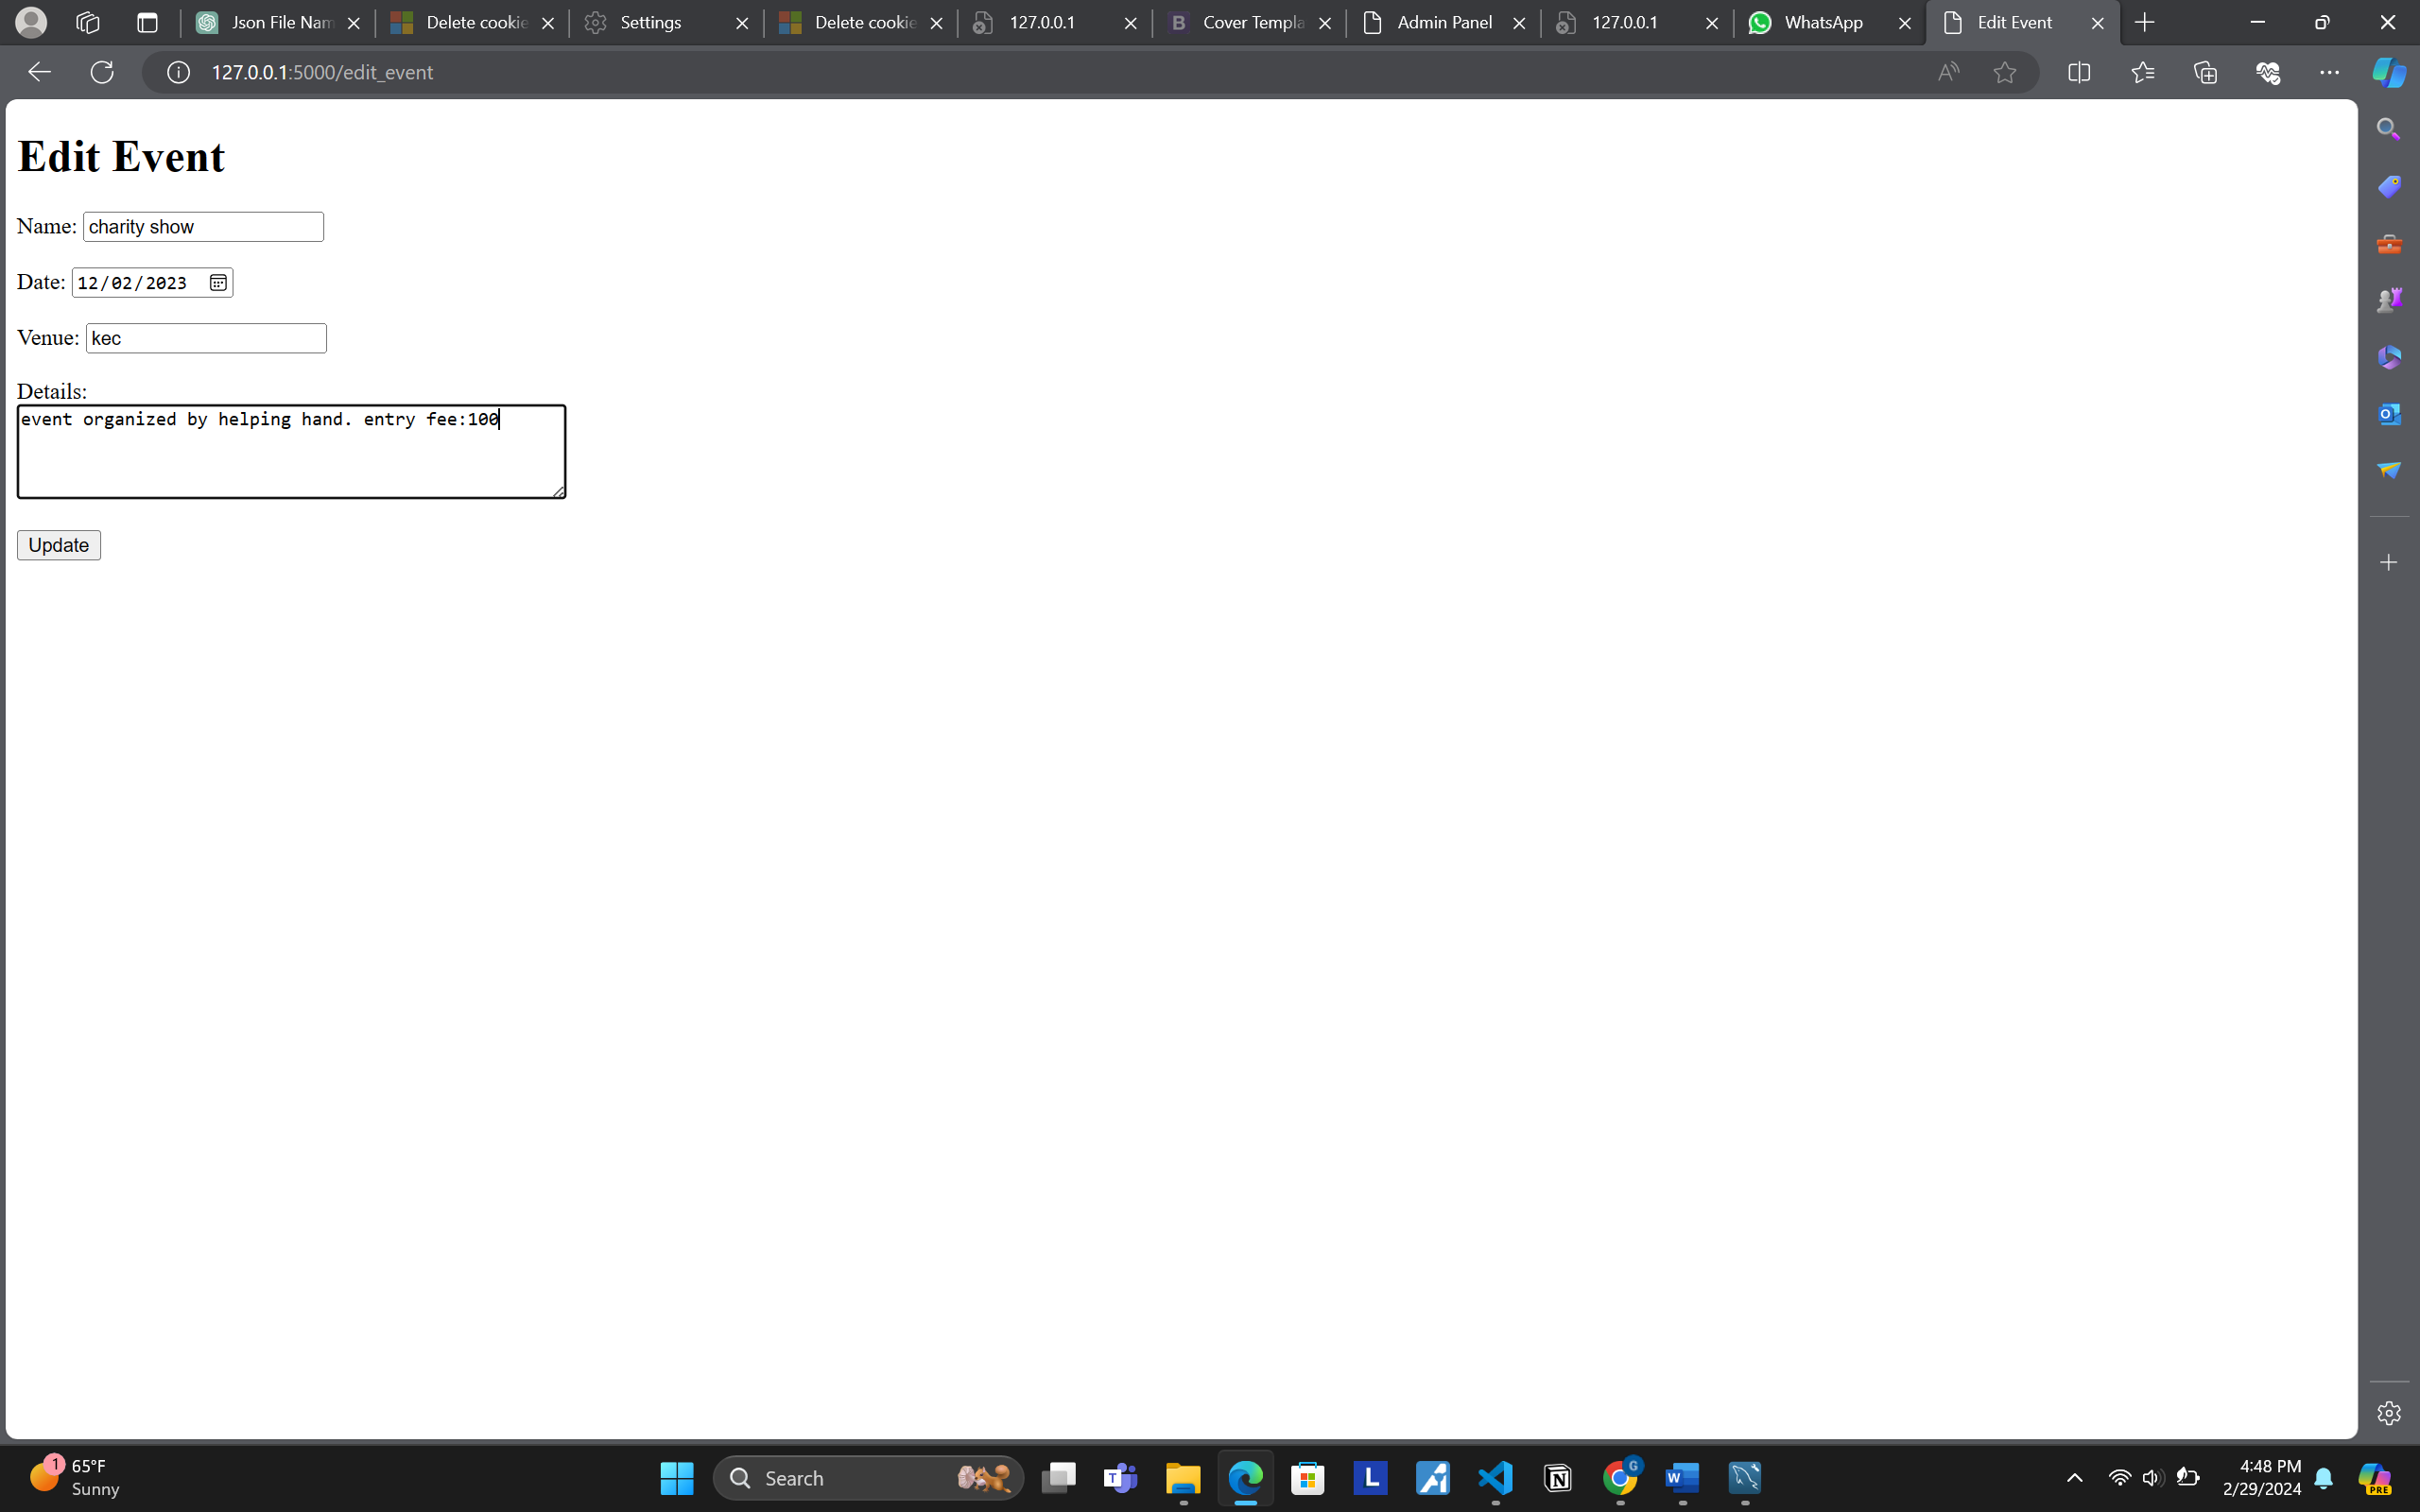 Json File Nam
Delete cookie
Settings
Delete cookie
127.0.0.1
Cover Templa
Admin Panel
127.0.0.1
WhatsApp
Edit Event
127.0.0.1:5000/edit_event
Edit Event
Name: charity show
Date: 12/02/2023
Venue: kec
Details:
event organized by helping hand. entry fee:100
Update
1
65°F
Sunny
Search
4:48 PM
2/29/2024
PRE